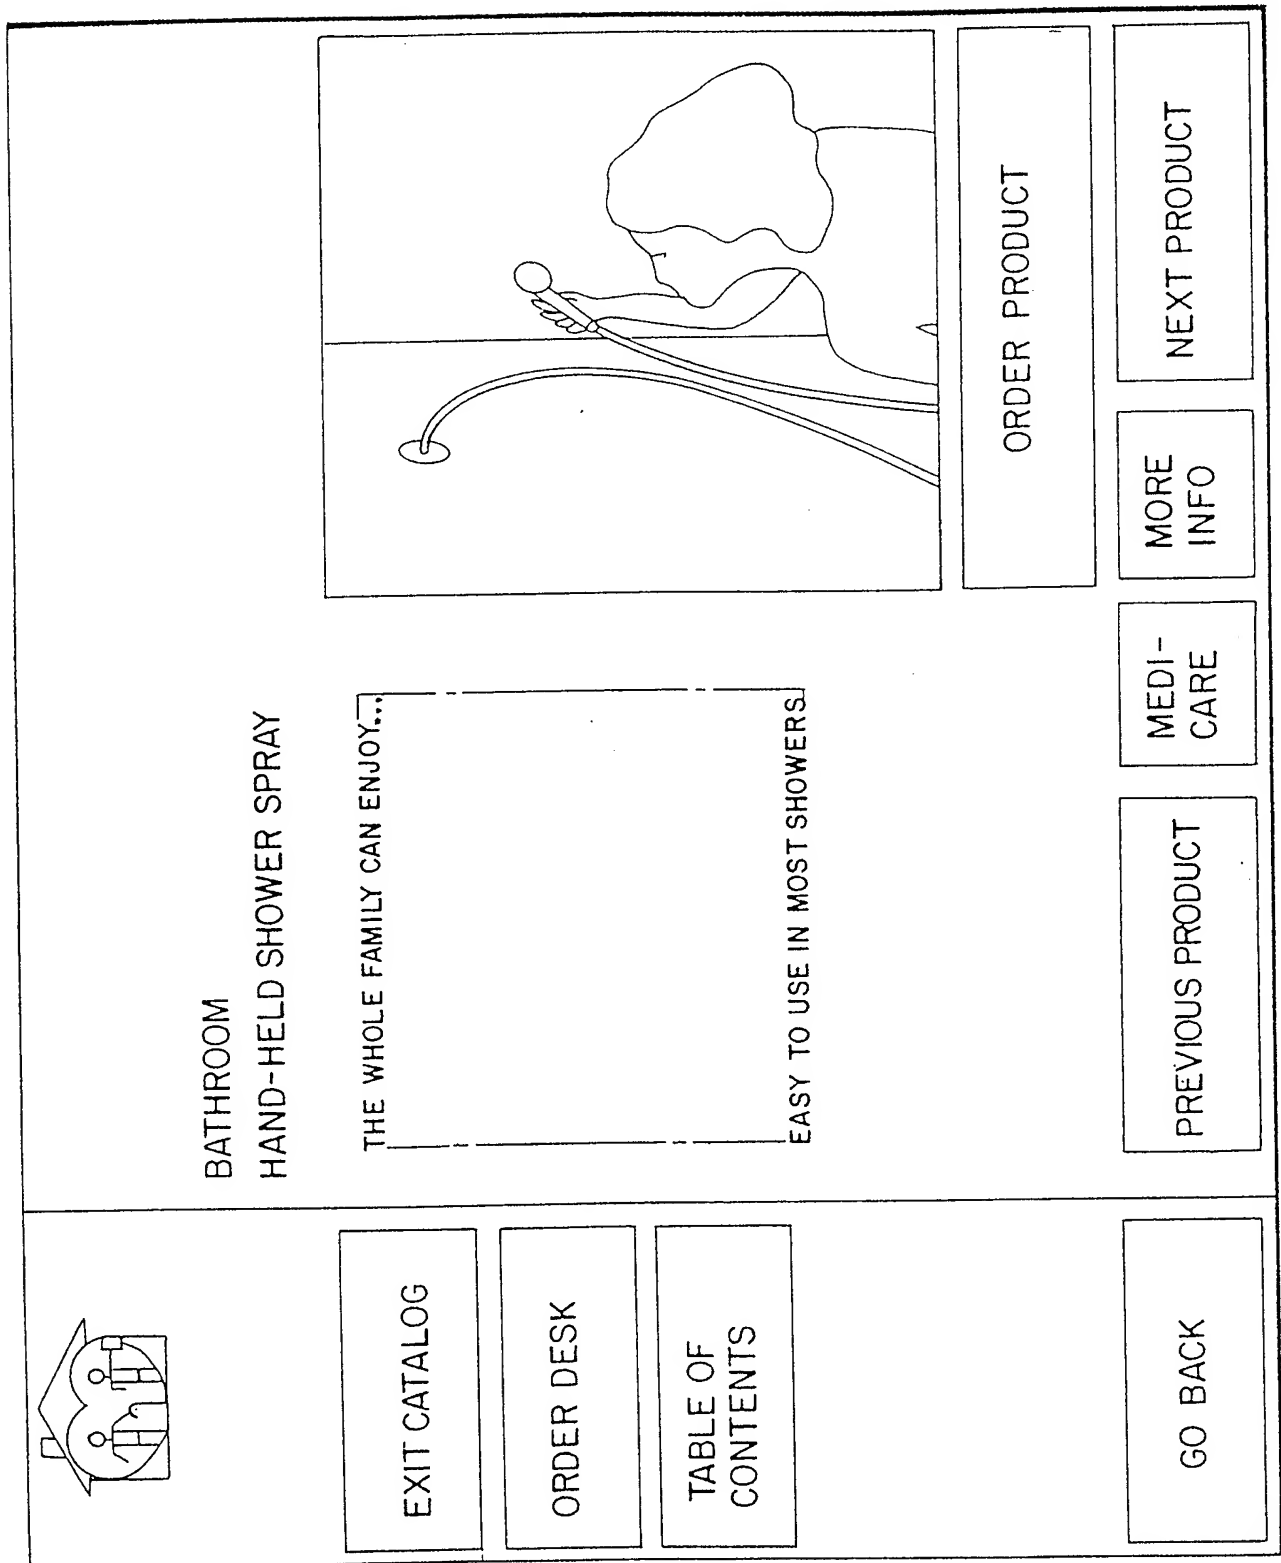 BATHROOM
HAND-HELD SHOWER SPRAY
THE WHOLE FAMILY CAN ENJOY...
EASY TO USE IN MOST SHOWERS
EXIT CATALOG
ORDER DESK
TABLE OF
CONTENTS
ORDER PRODUCT
GO BACK
PREVIOUS PRODUCT
MEDI-
CARE
MORE
INFO
NEXT PRODUCT